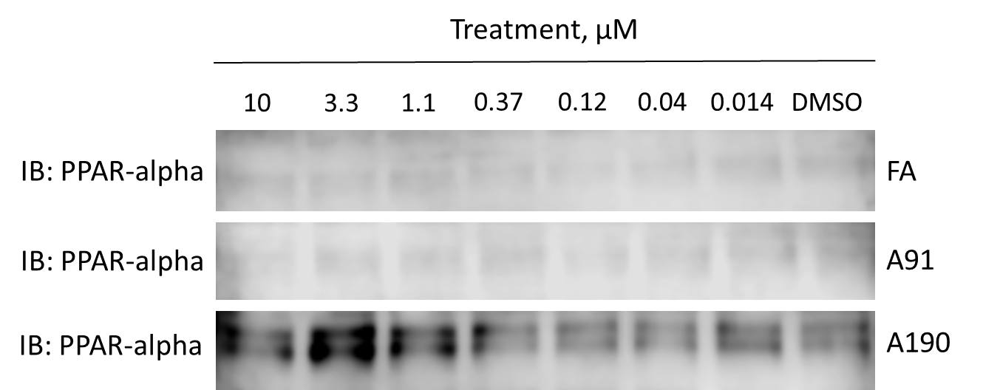 Treatment, µM
10 3.3 1.1 0.37 0.12 0.04 0.014 DMSO
IB: PPAR-alpha FA
IB: PPAR-alpha A91
IB: PPAR-alpha A190